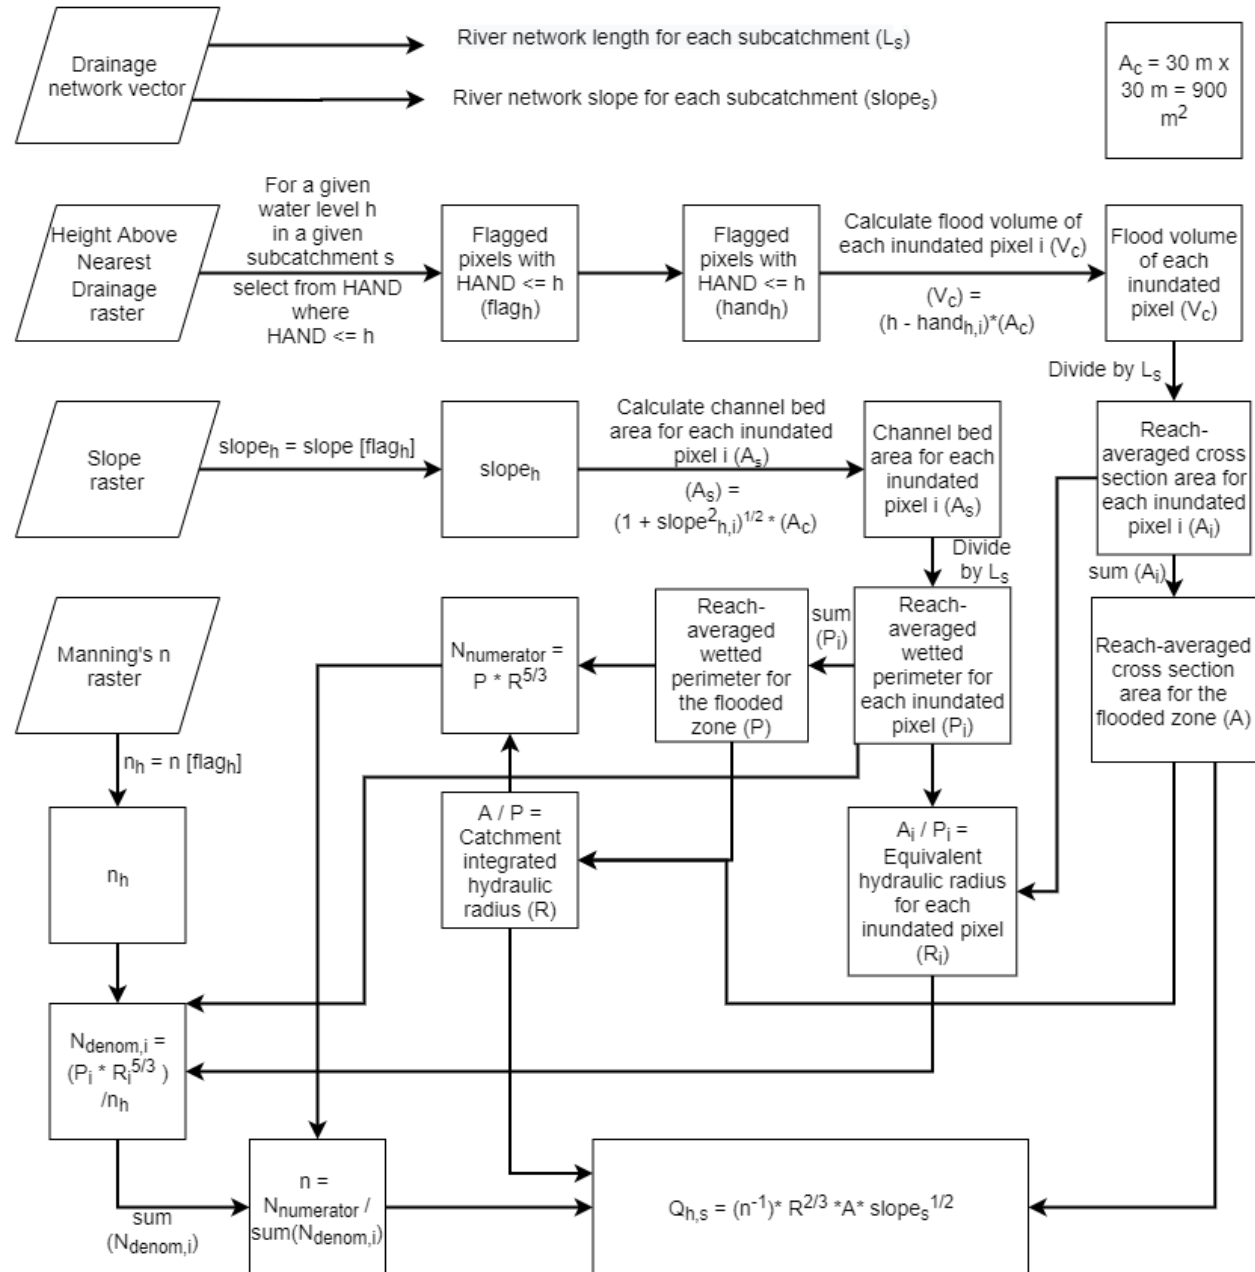 Drainage
network vector
River network length for each subcatchment (Ls)
River network slope for each subcatchment (slopes)
Ac = 30 m x
30 m = 900
m2
Height Above
Nearest
Drainage
raster
For a given
water level h
in a given
subcatchment s
select from HAND
where
HAND <= h
Flagged
pixels with
HAND <= h
(flagh)
Flagged
pixels with
HAND <= h
(handh)
Calculate flood volume of
each inundated pixel i (Vc)
(Vc) =
(h - handh,i)*(Ac)
Flood volume
of each
inundated
pixel (Vc)
Divide by Ls
Slope
raster
slopeh = slope [flagh]
slopeh
Calculate channel bed
area for each inundated
pixel i (As)
(As) =
(1 + slope2h,i)1/2 * (Ac)
Channel bed
area for each
inundated
pixel i (As)
Reach-
averaged cross
section area for
each inundated
pixel i (Ai)
Divide
by Ls
sum (Ai)
Manning's n
raster
Nnumerator =
P * R5/3
Reach-
averaged
wetted
perimeter for
the flooded
zone (P)
sum
(Pi)
Reach-
averaged
wetted
perimeter for
each inundated
pixel (Pi)
Reach-averaged
cross section
area for the
flooded zone (A)
nh = n [flagh]
nh
A / P =
Catchment
integrated
hydraulic
radius (R)
Ai / Pi =
Equivalent
hydraulic radius
for each
inundated pixel
(Ri)
Ndenom,i =
(Pi * Ri5/3 )
/nh
sum
(Ndenom,i)
n =
Nnumerator /
sum(Ndenom,i)
Qh,s = (n-1)* R2/3 *A* slopes1/2